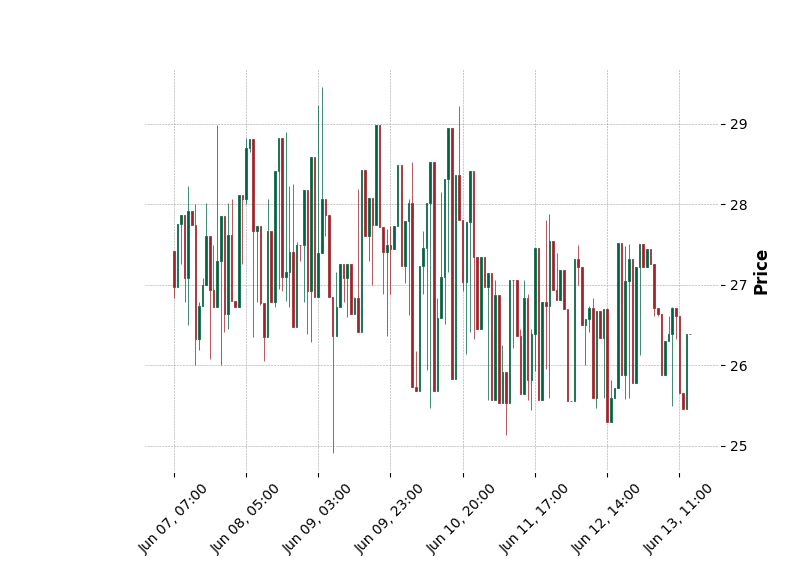 29
28
27
26
25
Price
Jun 07, 07:00
Jun 08, 05:00
Jun 09, 03:00
Jun 09, 23:00
Jun 10, 20:00
Jun 11, 17:00
Jun 12, 14:00
Jun 13, 11:00